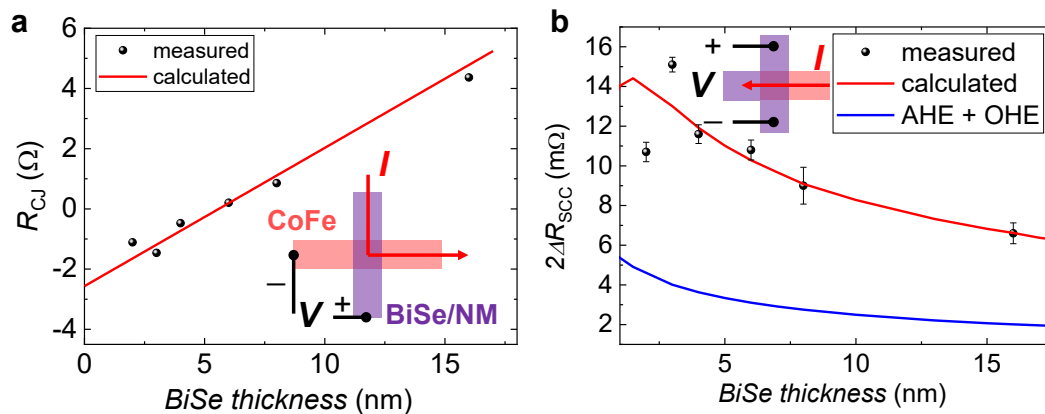 a
R_CJ (Ω)
6
4
2
0
-2
-4
measured
calculated
I
CoFe
−
V +
BiSe/NM
0 5 10 15
BiSe thickness (nm)
b
2ΔR_SCC (mΩ)
16
14
12
10
8
6
4
2
+
V
I
−
measured
calculated
AHE + OHE
5 10 15
BiSe thickness (nm)